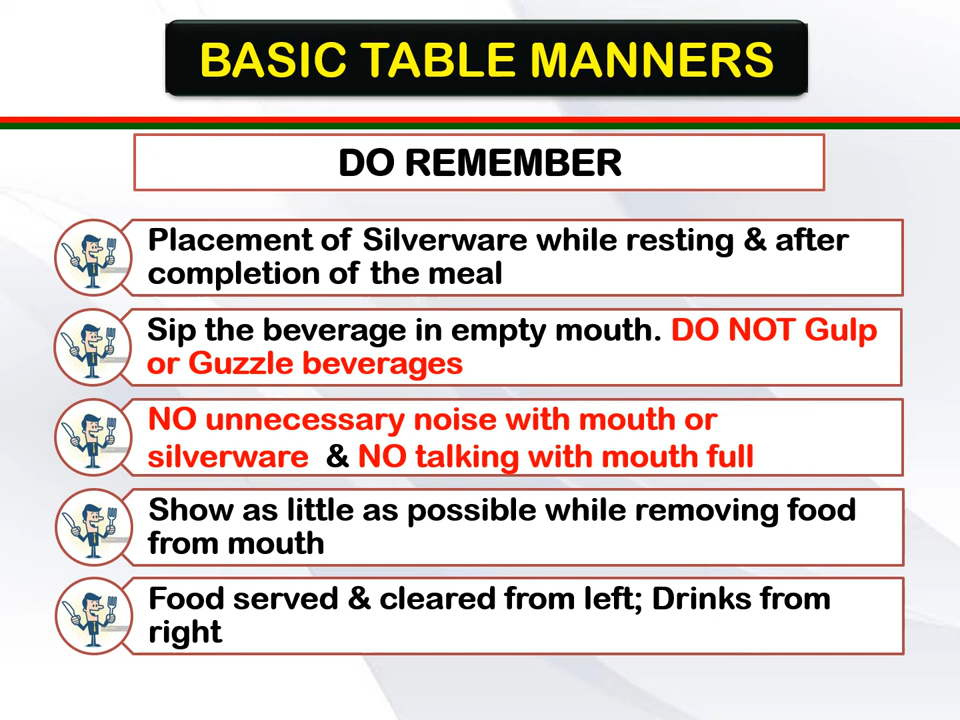 BASIC TABLE MANNERS
DO REMEMBER
Placement of Silverware while resting & after
completion of the meal
Sip the beverage in empty mouth. DO NOT Gulp
or Guzzle beverages
NO unnecessary noise with mouth or
silverware & NO talking with mouth full
Show as little as possible while removing food
from mouth
Food served & cleared from left; Drinks from
right